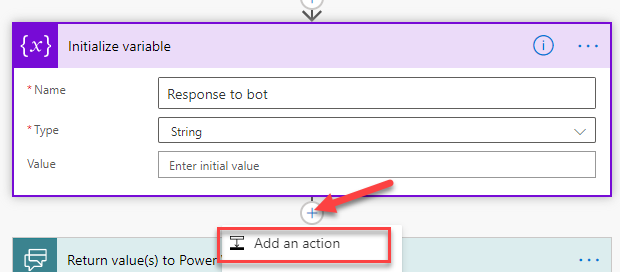 {x} Initialize variable
* Name Response to bot
* Type String
Value Enter initial value
Add an action
Return value(s) to Power